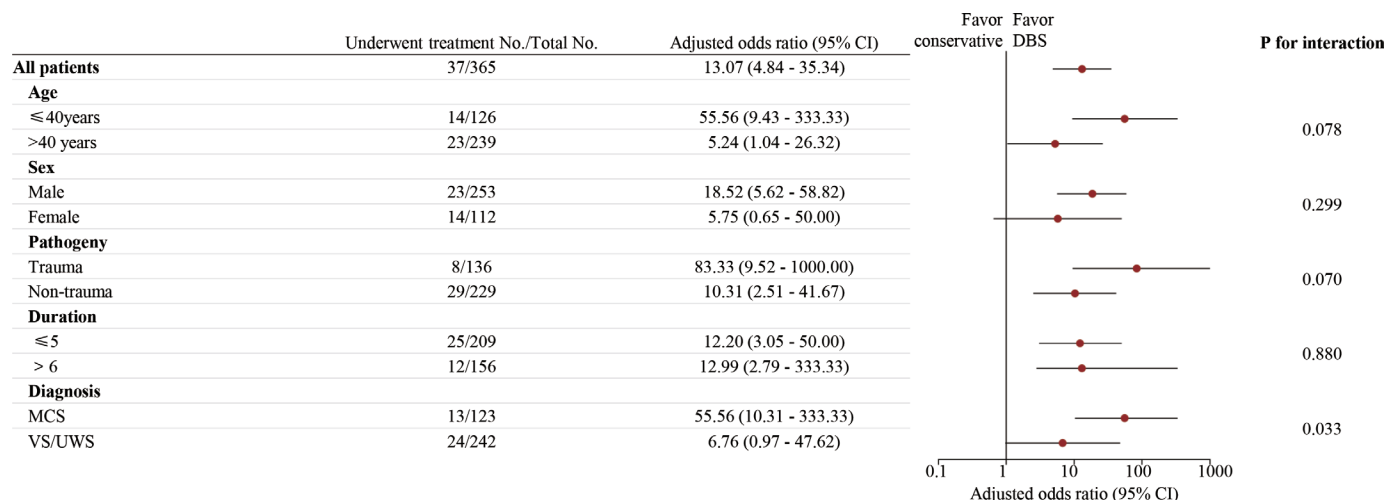 Favor Favor
conservative DBS
Underwent treatment No./Total No. Adjusted odds ratio (95% CI) P for interaction
All patients 37/365 13.07 (4.84 - 35.34)
Age
≤40years 14/126 55.56 (9.43 - 333.33)
0.078
>40 years 23/239 5.24 (1.04 - 26.32)
Sex
Male 23/253 18.52 (5.62 - 58.82)
0.299
Female 14/112 5.75 (0.65 - 50.00)
Pathogeny
Trauma 8/136 83.33 (9.52 - 1000.00)
0.070
Non-trauma 29/229 10.31 (2.51 - 41.67)
Duration
≤5 25/209 12.20 (3.05 - 50.00)
0.880
> 6 12/156 12.99 (2.79 - 333.33)
Diagnosis
MCS 13/123 55.56 (10.31 - 333.33)
0.033
VS/UWS 24/242 6.76 (0.97 - 47.62)
0.1 1 10 100 1000
Adjusted odds ratio (95% CI)